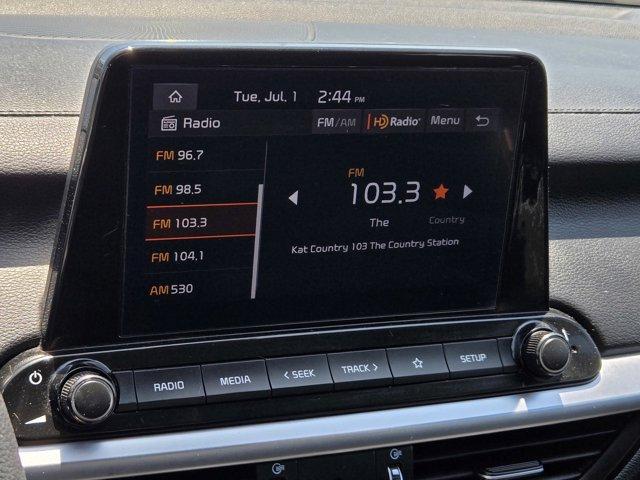 Tue, Jul. 1 2:44 PM
Radio FM/AM HD Radio Menu
FM 96.7
FM 98.5
FM 103.3
FM 104.1
AM 530
FM
103.3
The Country
Kat Country 103 The Country Station
RADIO MEDIA < SEEK TRACK > SETUP